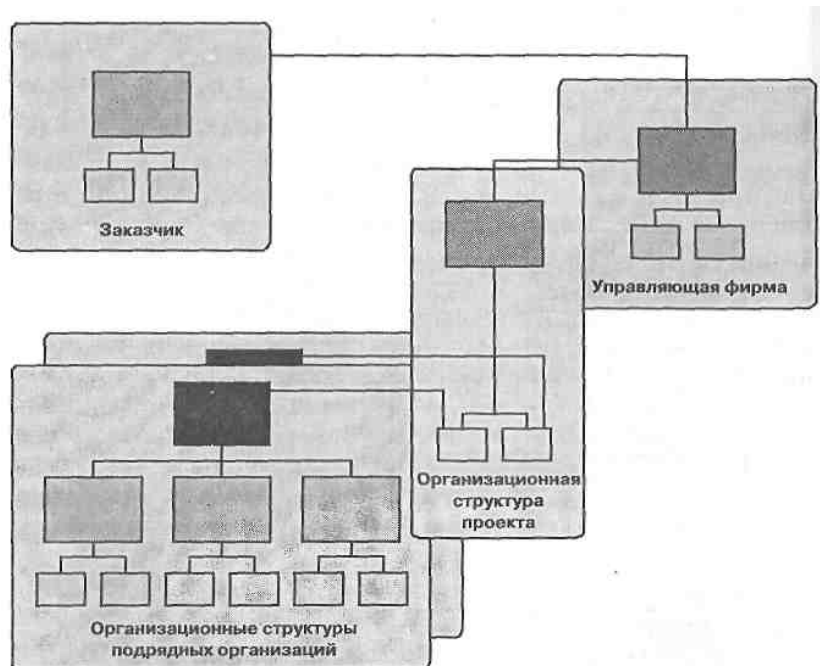 Заказчик
Управляющая фирма
Организационная
структура
проекта
Организационные структуры
подрядных организаций